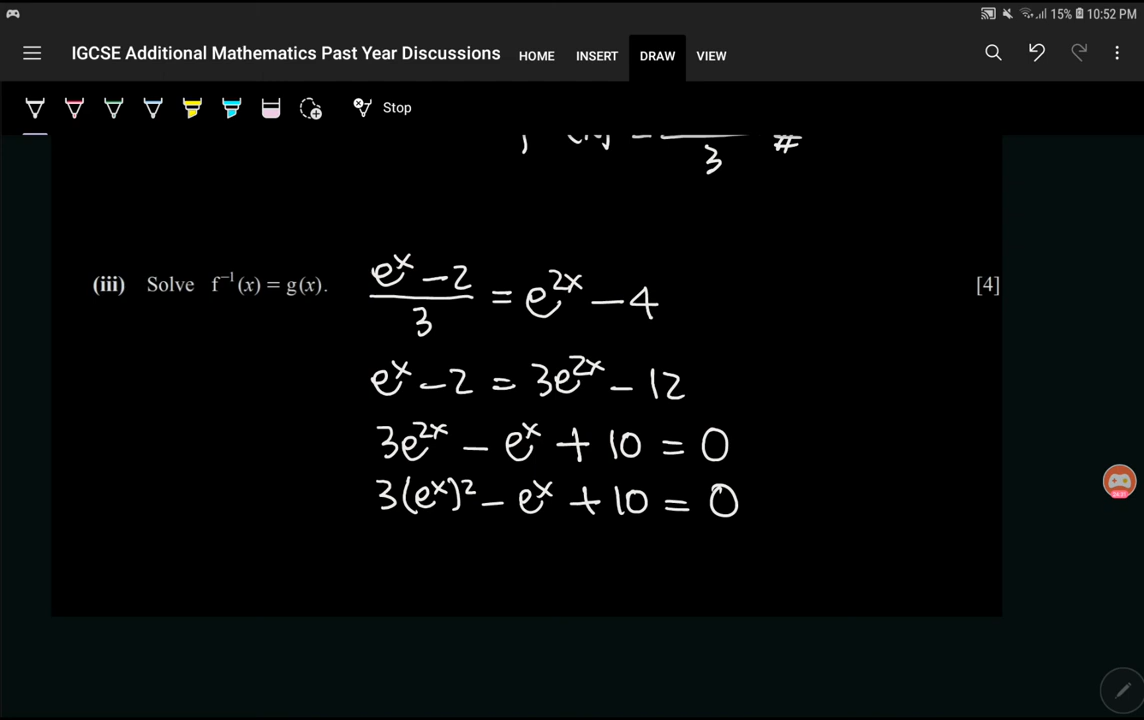 15% 10:52 PM
IGCSE Additional Mathematics Past Year Discussions HOME INSERT DRAW VIEW
Stop
3 #
(iii) Solve f⁻¹(x) = g(x). [4]
(eˣ − 2)/3 = e²ˣ − 4
eˣ − 2 = 3e²ˣ − 12
3e²ˣ − eˣ + 10 = 0
3(eˣ)² − eˣ + 10 = 0